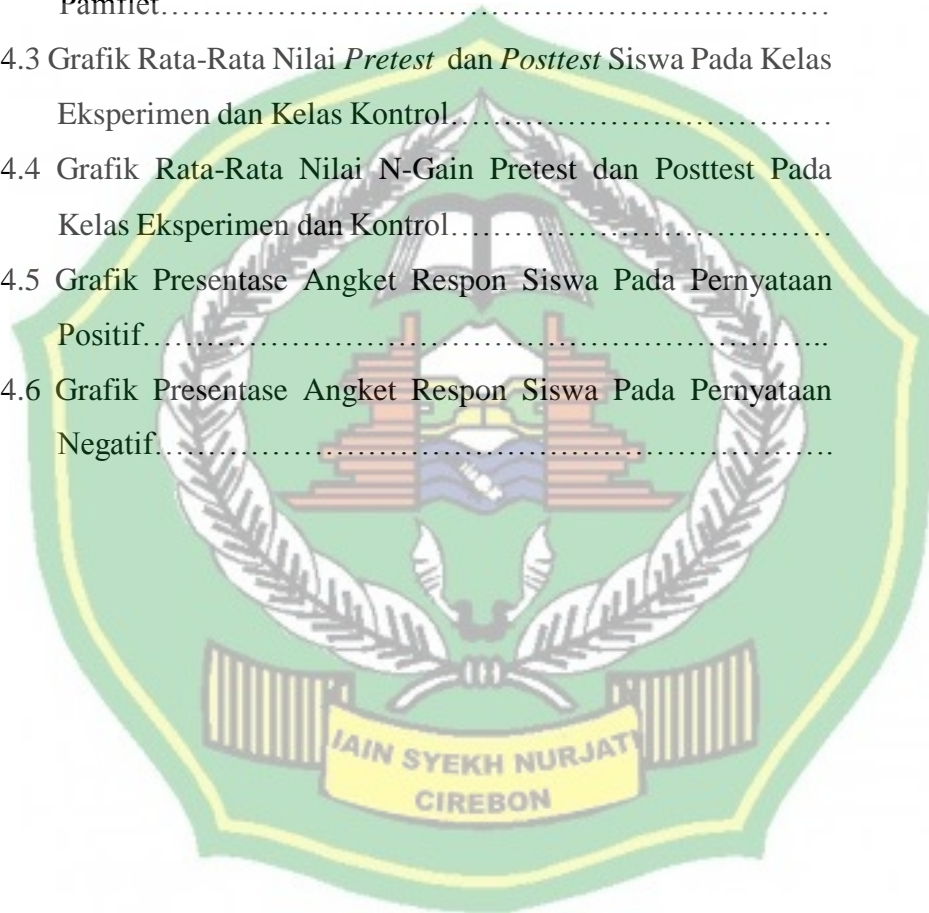 Pamflet……………………………………………………………
4.3 Grafik Rata-Rata Nilai Pretest dan Posttest Siswa Pada Kelas
Eksperimen dan Kelas Kontrol………………………………
4.4 Grafik Rata-Rata Nilai N-Gain Pretest dan Posttest Pada
Kelas Eksperimen dan Kontrol………………………………
4.5 Grafik Presentase Angket Respon Siswa Pada Pernyataan
Positif………………………………………………………..
4.6 Grafik Presentase Angket Respon Siswa Pada Pernyataan
Negatif……………………………………………………….
IAIN SYEKH NURJATI
CIREBON